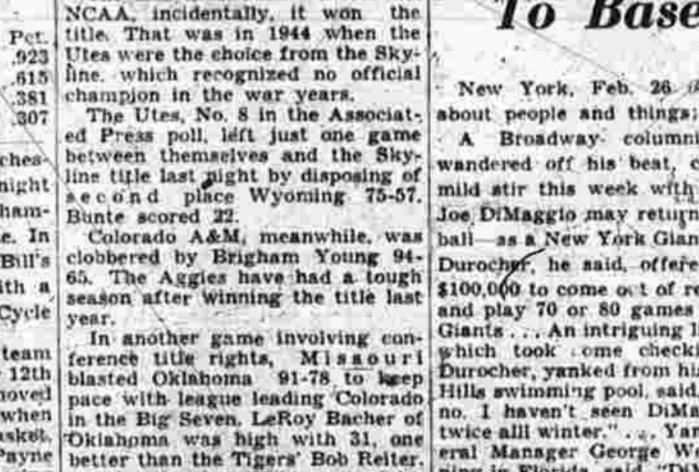 Pct.
.923
.615
.381
.307
ches-
night
ham-
e. In
Bill's
ith a
Cycle
team
12th
noved
when
asket.
Payne
NCAA, incidentally, it won the
title. That was in 1944 when the
Utes were the choice from the Sky-
line, which recognized no official
champion in the war years.
The Utes, No. 8 in the Associat-
ed Press poll, left just one game
between themselves and the Sky-
line title last night by disposing of
second place Wyoming 75-57.
Bunte scored 22.
Colorado A&M, meanwhile, was
clobbered by Brigham Young 94-
65. The Aggies have had a tough
season after winning the title last
year.
In another game involving con-
ference title rights, Missouri
blasted Oklahoma 91-78 to keep
pace with league leading Colorado
in the Big Seven. LeRoy Bacher of
Oklahoma was high with 31, one
better than the Tigers' Bob Reiter.
To Base
New York, Feb. 26
about people and things:
A Broadway column
wandered off his beat,
mild stir this week with
Joe DiMaggio may return
ball—as a New York Giant
Durocher, he said, offere
$100,000 to come out of re
and play 70 or 80 games
Giants . . . An intriguing
which took some checki
Durocher, yanked from his
Hills swimming pool, said
no, I haven't seen DiM
twice all winter." . . . Yan
eral Manager George W